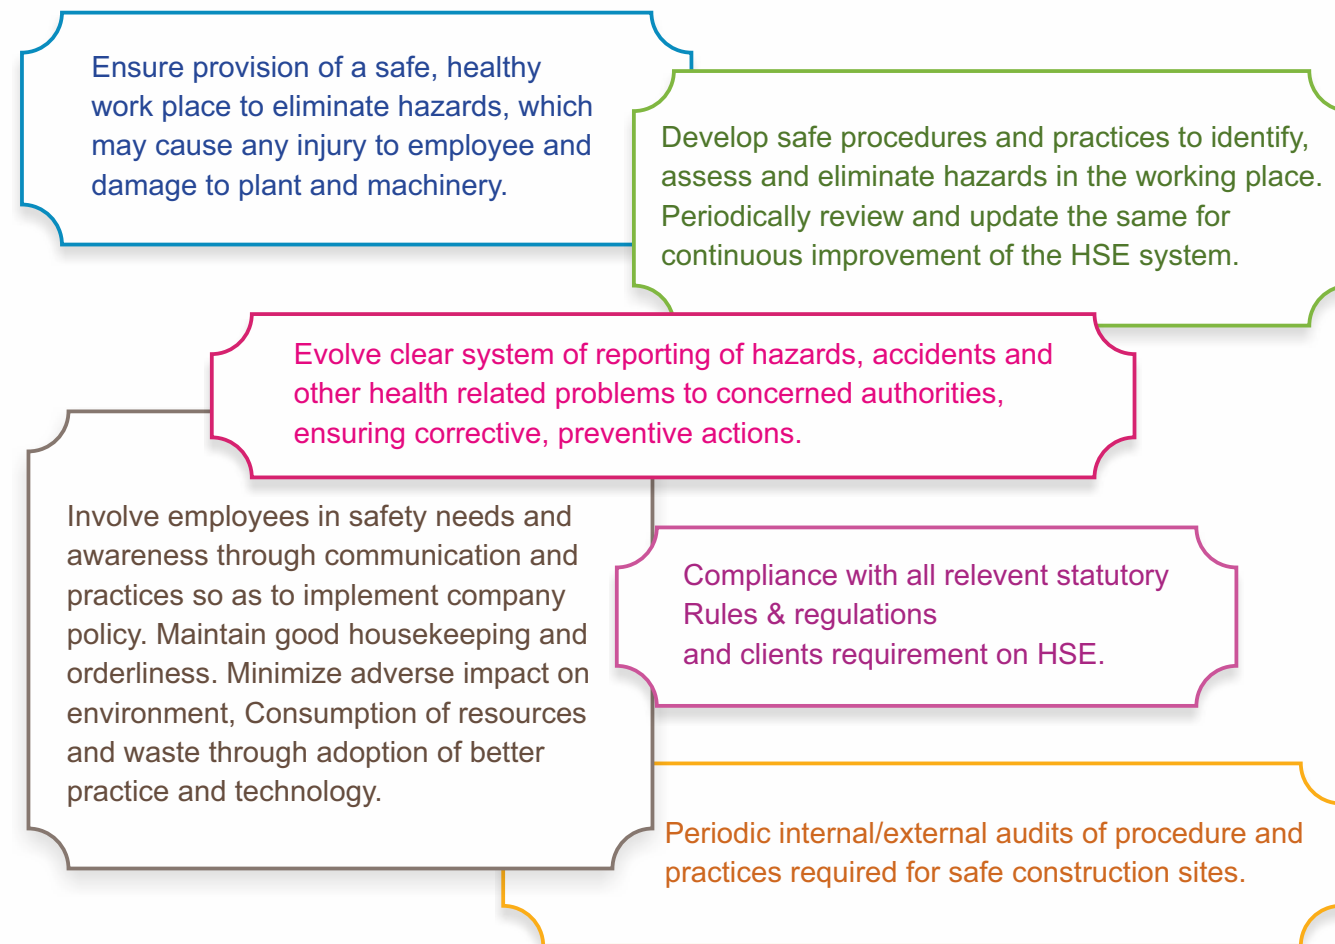 Ensure provision of a safe, healthy
work place to eliminate hazards, which
may cause any injury to employee and
damage to plant and machinery.
Develop safe procedures and practices to identify,
assess and eliminate hazards in the working place.
Periodically review and update the same for
continuous improvement of the HSE system.
Evolve clear system of reporting of hazards, accidents and
other health related problems to concerned authorities,
ensuring corrective, preventive actions.
Involve employees in safety needs and
awareness through communication and
practices so as to implement company
policy. Maintain good housekeeping and
orderliness. Minimize adverse impact on
environment, Consumption of resources
and waste through adoption of better
practice and technology.
Compliance with all relevent statutory
Rules & regulations
and clients requirement on HSE.
Periodic internal/external audits of procedure and
practices required for safe construction sites.